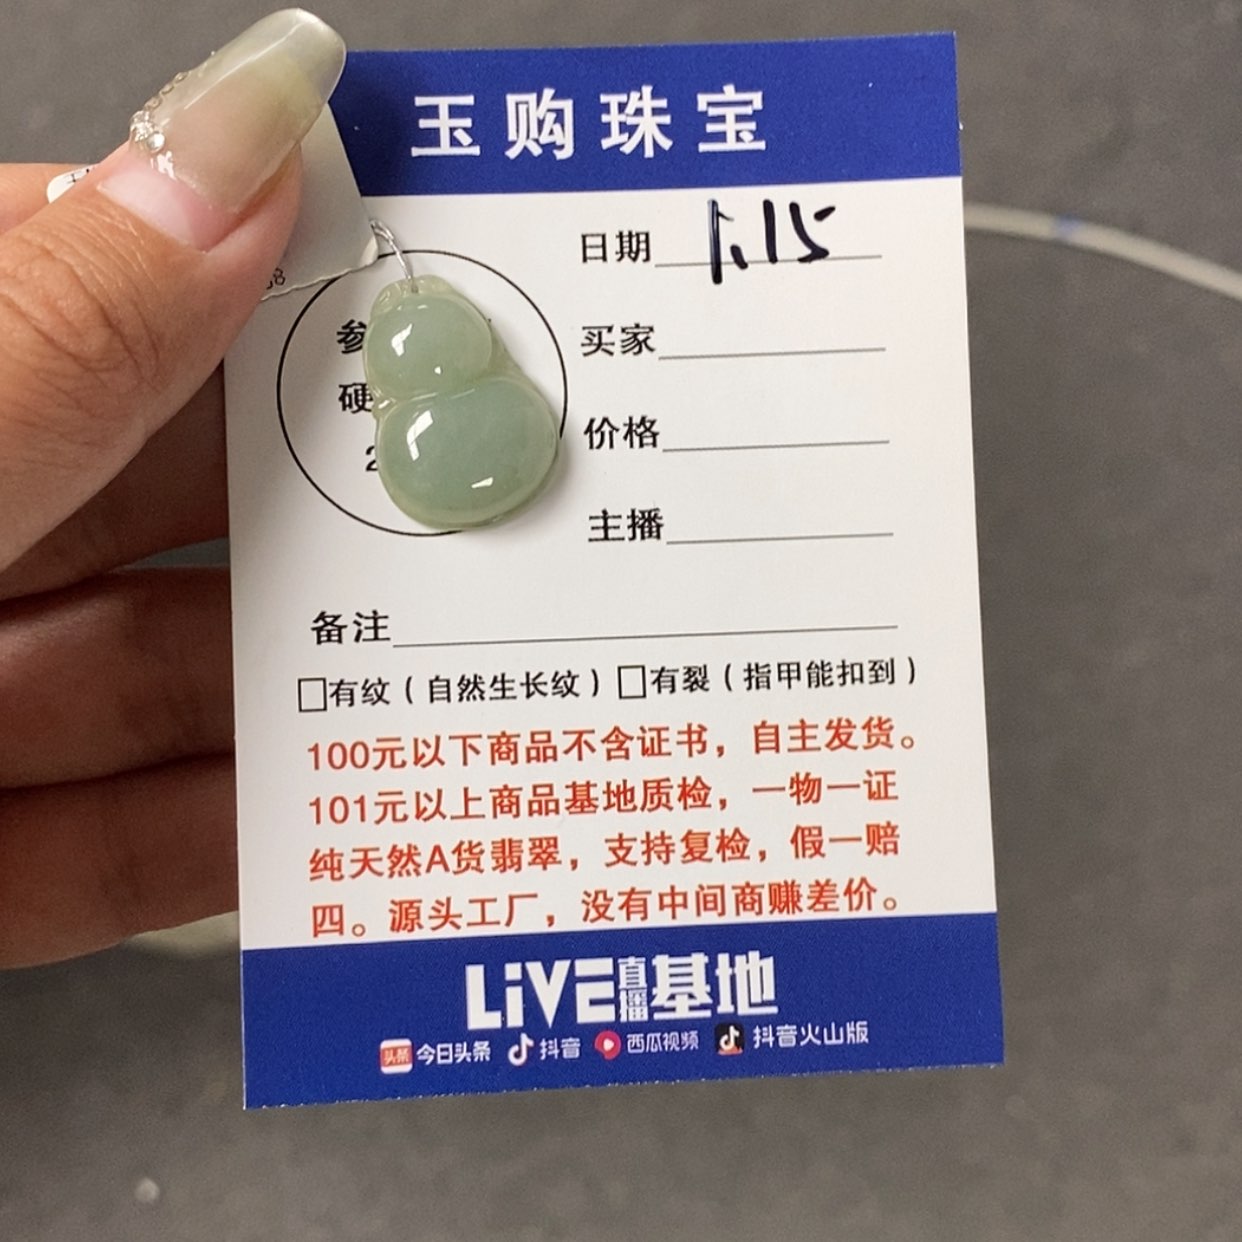 玉购珠宝
日期 1.15
参
硬
2
买家
价格
主播
备注
□有纹（自然生长纹）□有裂（指甲能扣到）
100元以下商品不含证书，自主发货。
101元以上商品基地质检，一物一证
纯天然A货翡翠，支持复检，假一赔
四。源头工厂，没有中间商赚差价。
LiVE直播基地
头条 今日头条 抖音 西瓜视频 抖音火山版